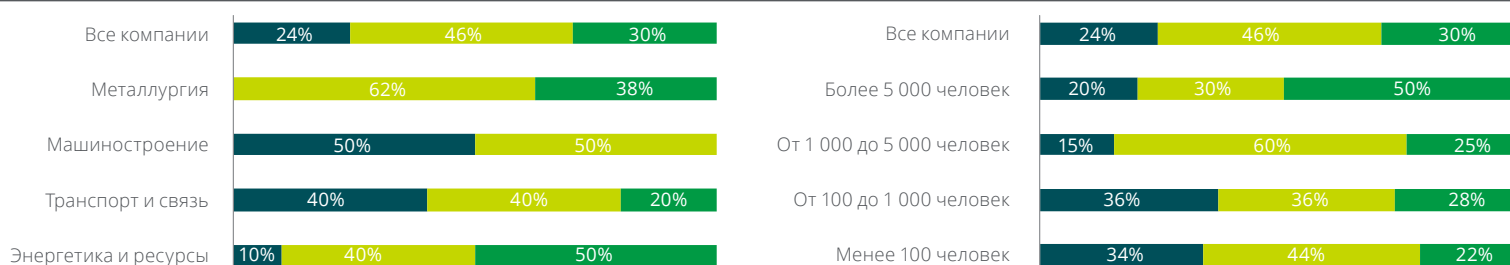 Все компании 24% 46% 30%
Металлургия 62% 38%
Машиностроение 50% 50%
Транспорт и связь 40% 40% 20%
Энергетика и ресурсы 10% 40% 50%
Все компании 24% 46% 30%
Более 5 000 человек 20% 30% 50%
От 1 000 до 5 000 человек 15% 60% 25%
От 100 до 1 000 человек 36% 36% 28%
Менее 100 человек 34% 44% 22%